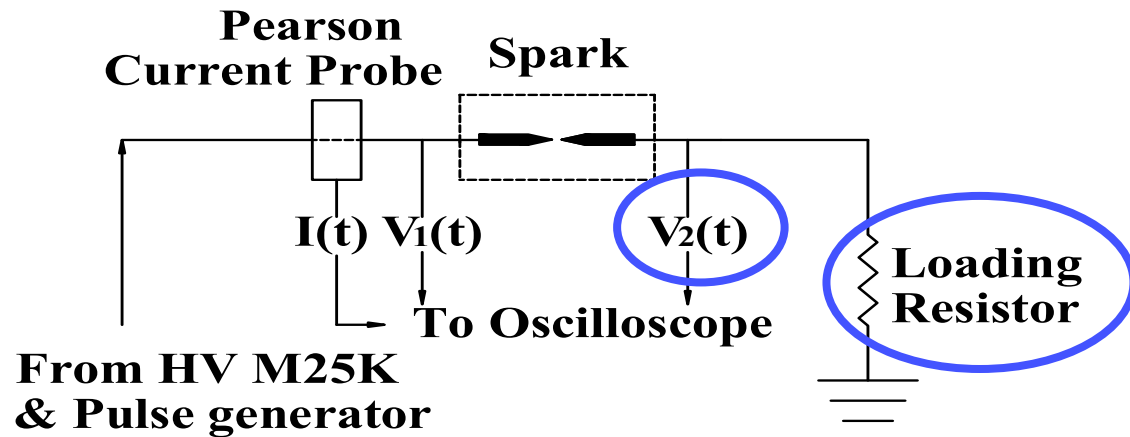 Pearson
Current Probe
Spark
I(t)
V1(t)
V2(t)
Loading
Resistor
To Oscilloscope
From HV M25K
& Pulse generator